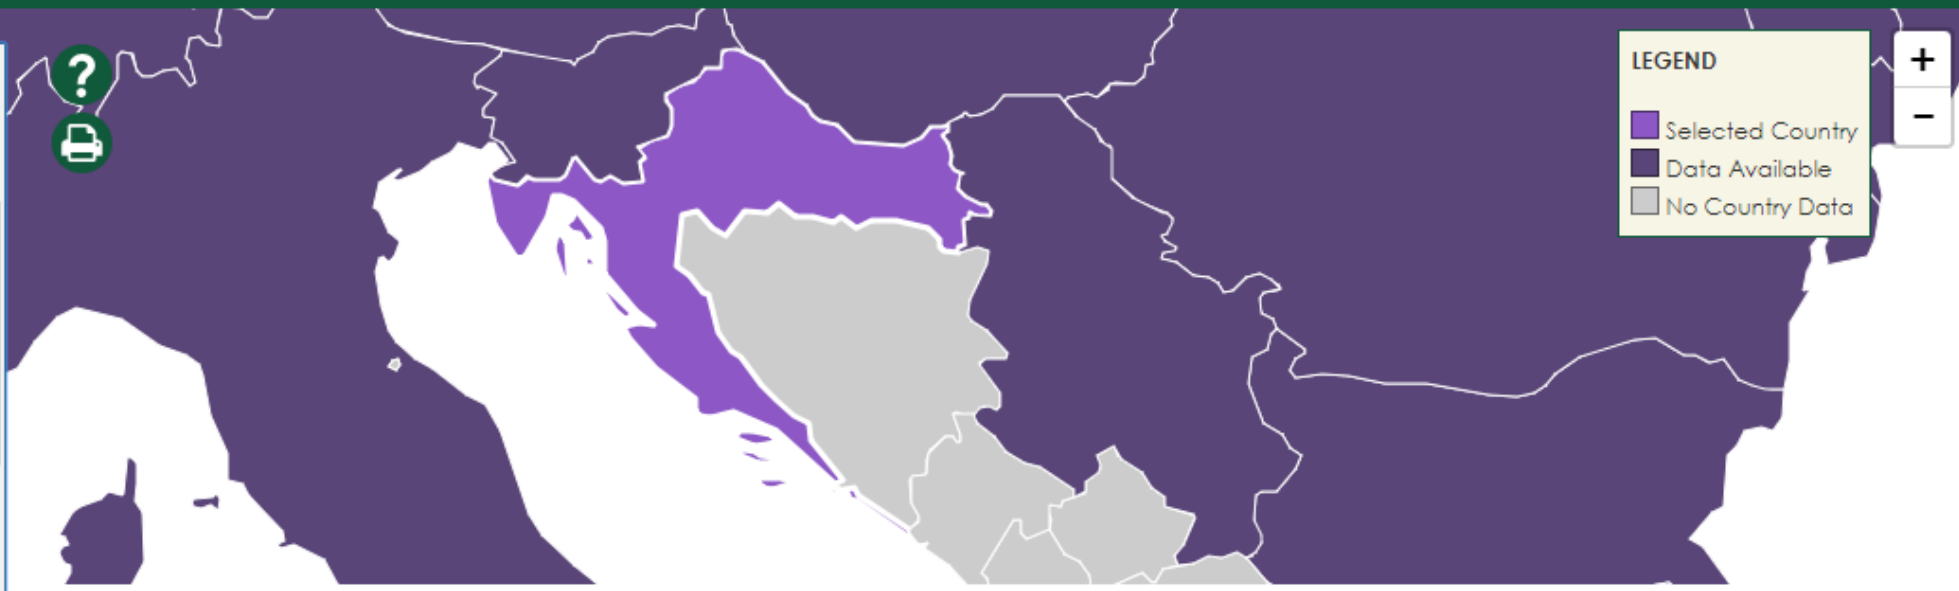 ?
LEGEND
Selected Country
Data Available
No Country Data
+
−